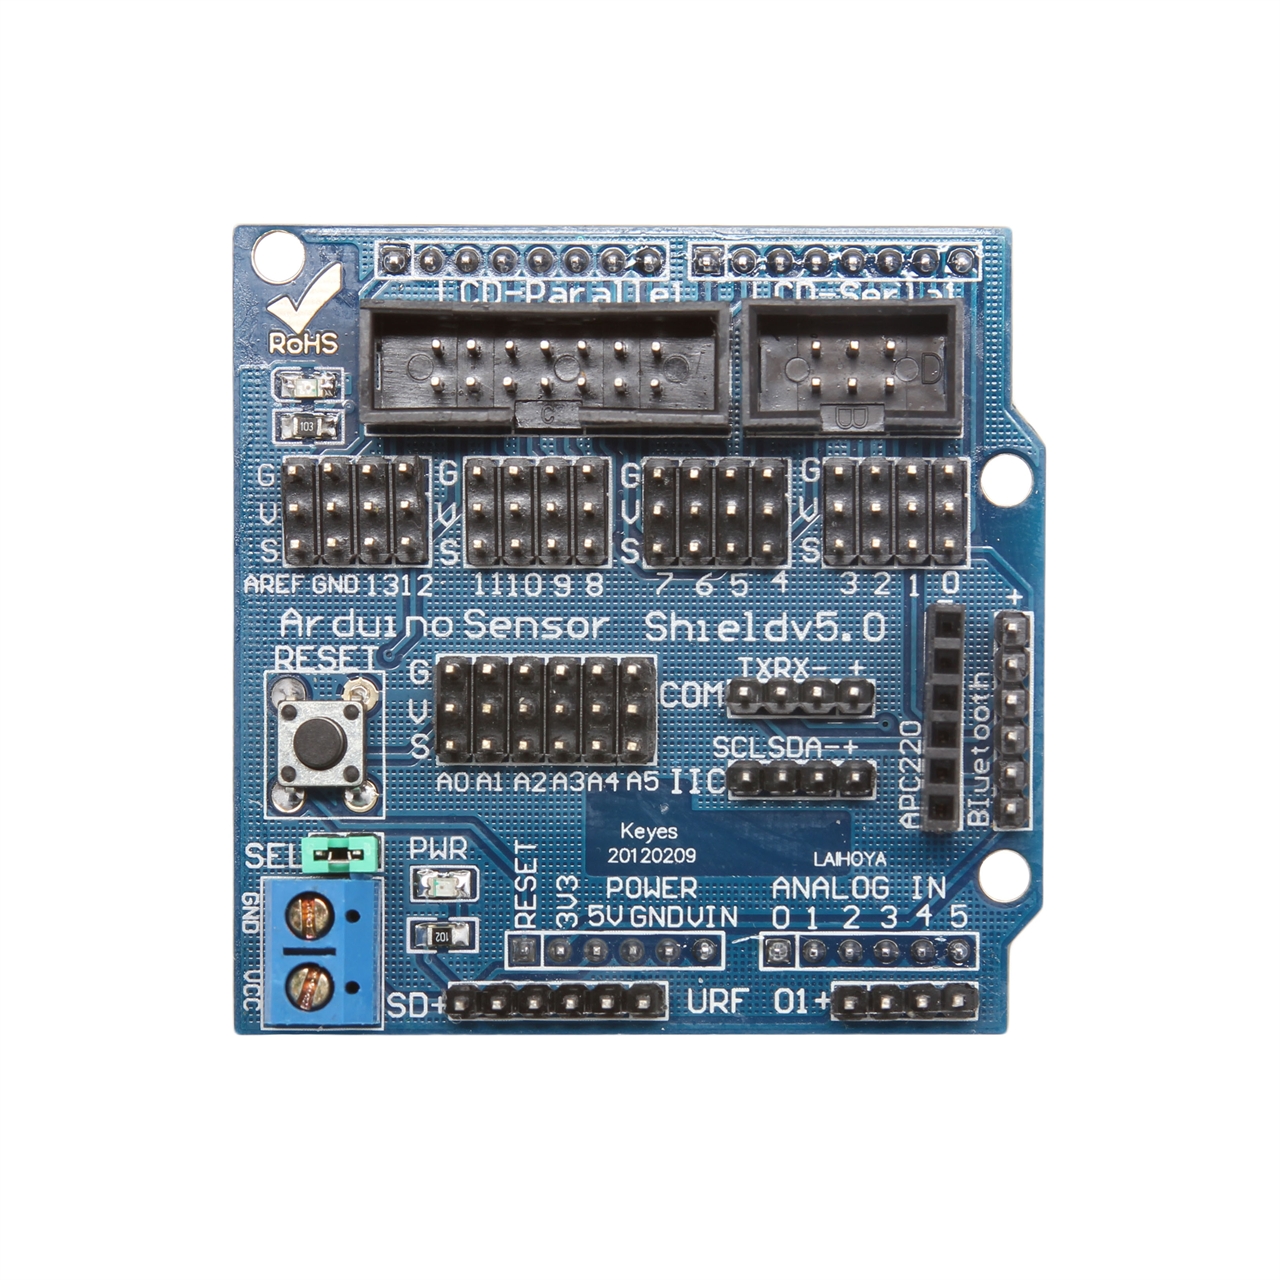 LCD-Parallel LCD-Serial
RoHS
103
C
B
D
G G G G
V V V V
S S S S
AREF GND 13 12 11 10 9 8 7 6 5 4 3 2 1 0
Arduino Sensor Shield v5.0
+
RESET
G
V
S
A0 A1 A2 A3 A4 A5
COM
TXRX- +
SCLSDA-+
IIC
APC220
Bluetooth
Keyes
20120209
LAIHOYA
SEL
PWR
GND
VCC
102
RESET
3V3
POWER
5V GND VIN
ANALOG IN
0 1 2 3 4 5
SD+
URF 01+